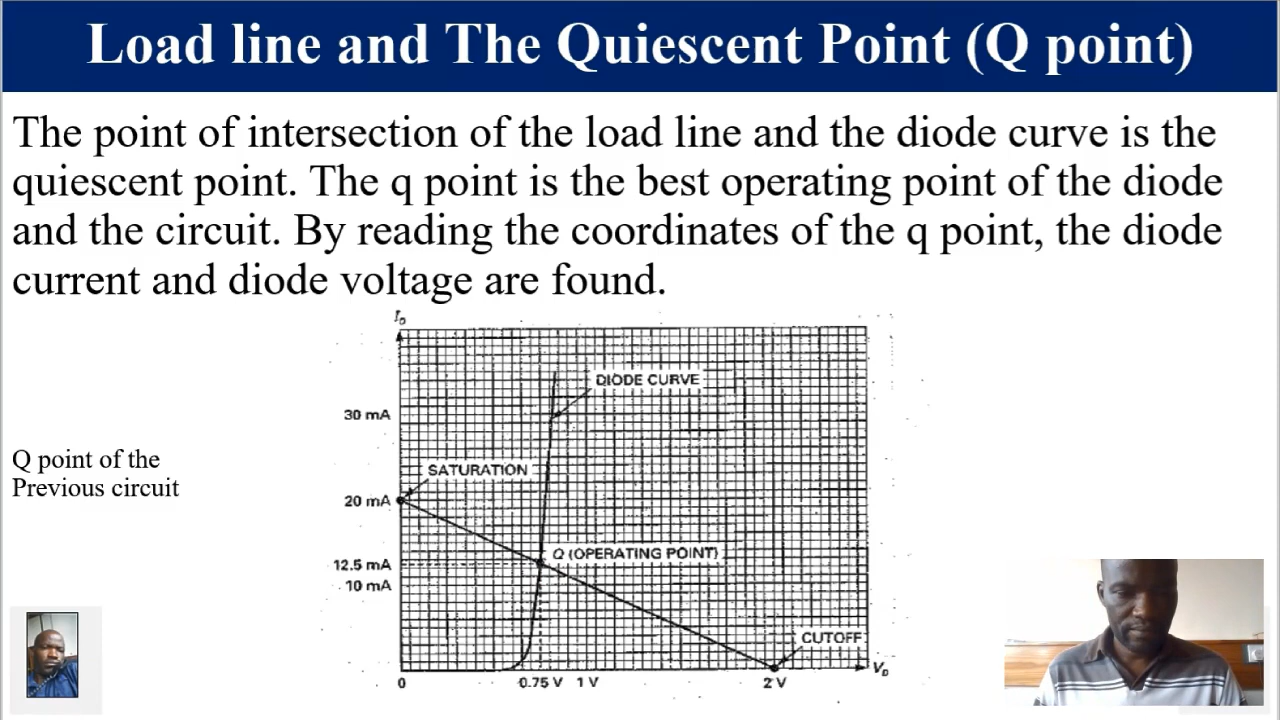 Load line and The Quiescent Point (Q point)
The point of intersection of the load line and the diode curve is the
quiescent point. The q point is the best operating point of the diode
and the circuit. By reading the coordinates of the q point, the diode
current and diode voltage are found.
I_D
DIODE CURVE
30 mA
Q point of the
Previous circuit
SATURATION
20 mA
Q (OPERATING POINT)
12.5 mA
10 mA
CUTOFF
V_D
0
0.75 V
1 V
2 V